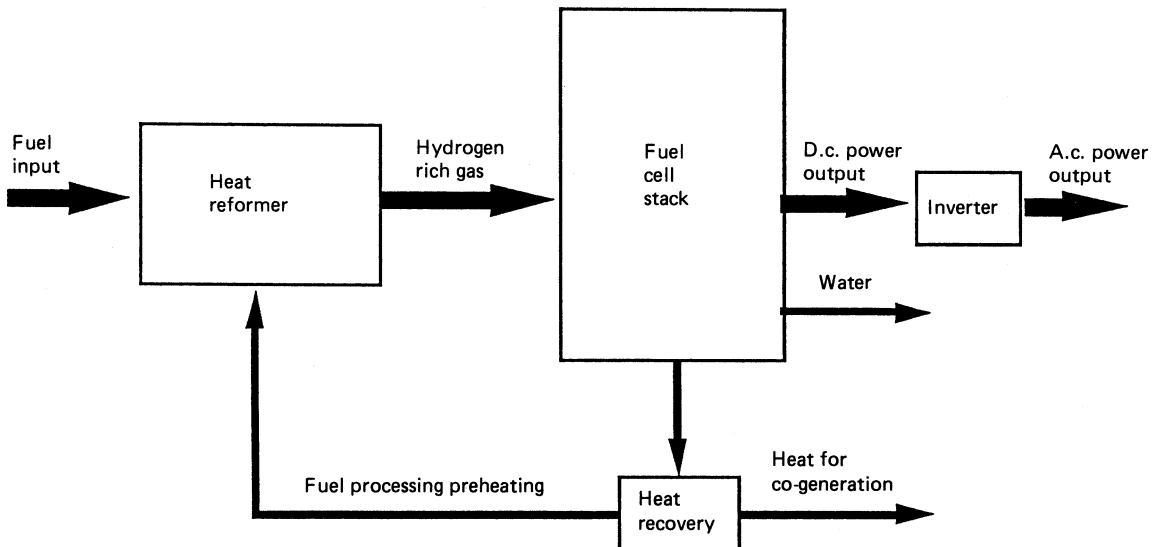 Fuel
input
Heat
reformer
Hydrogen
rich gas
Fuel
cell
stack
D.c. power
output
Inverter
A.c. power
output
Water
Fuel processing preheating
Heat
recovery
Heat for
co-generation